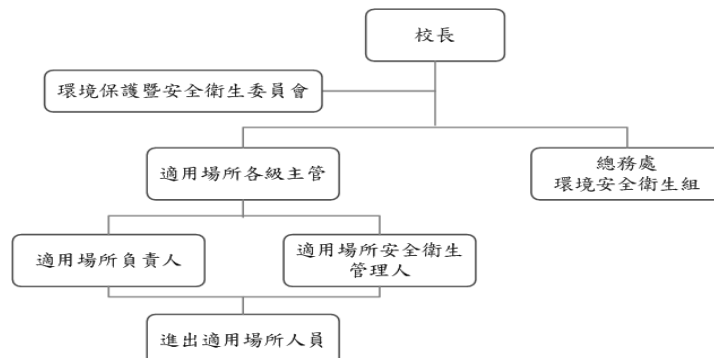 校長
環境保護暨安全衛生委員會
適用場所各級主管
總務處
環境安全衛生組
適用場所負責人
適用場所安全衛生
管理人
進出適用場所人員